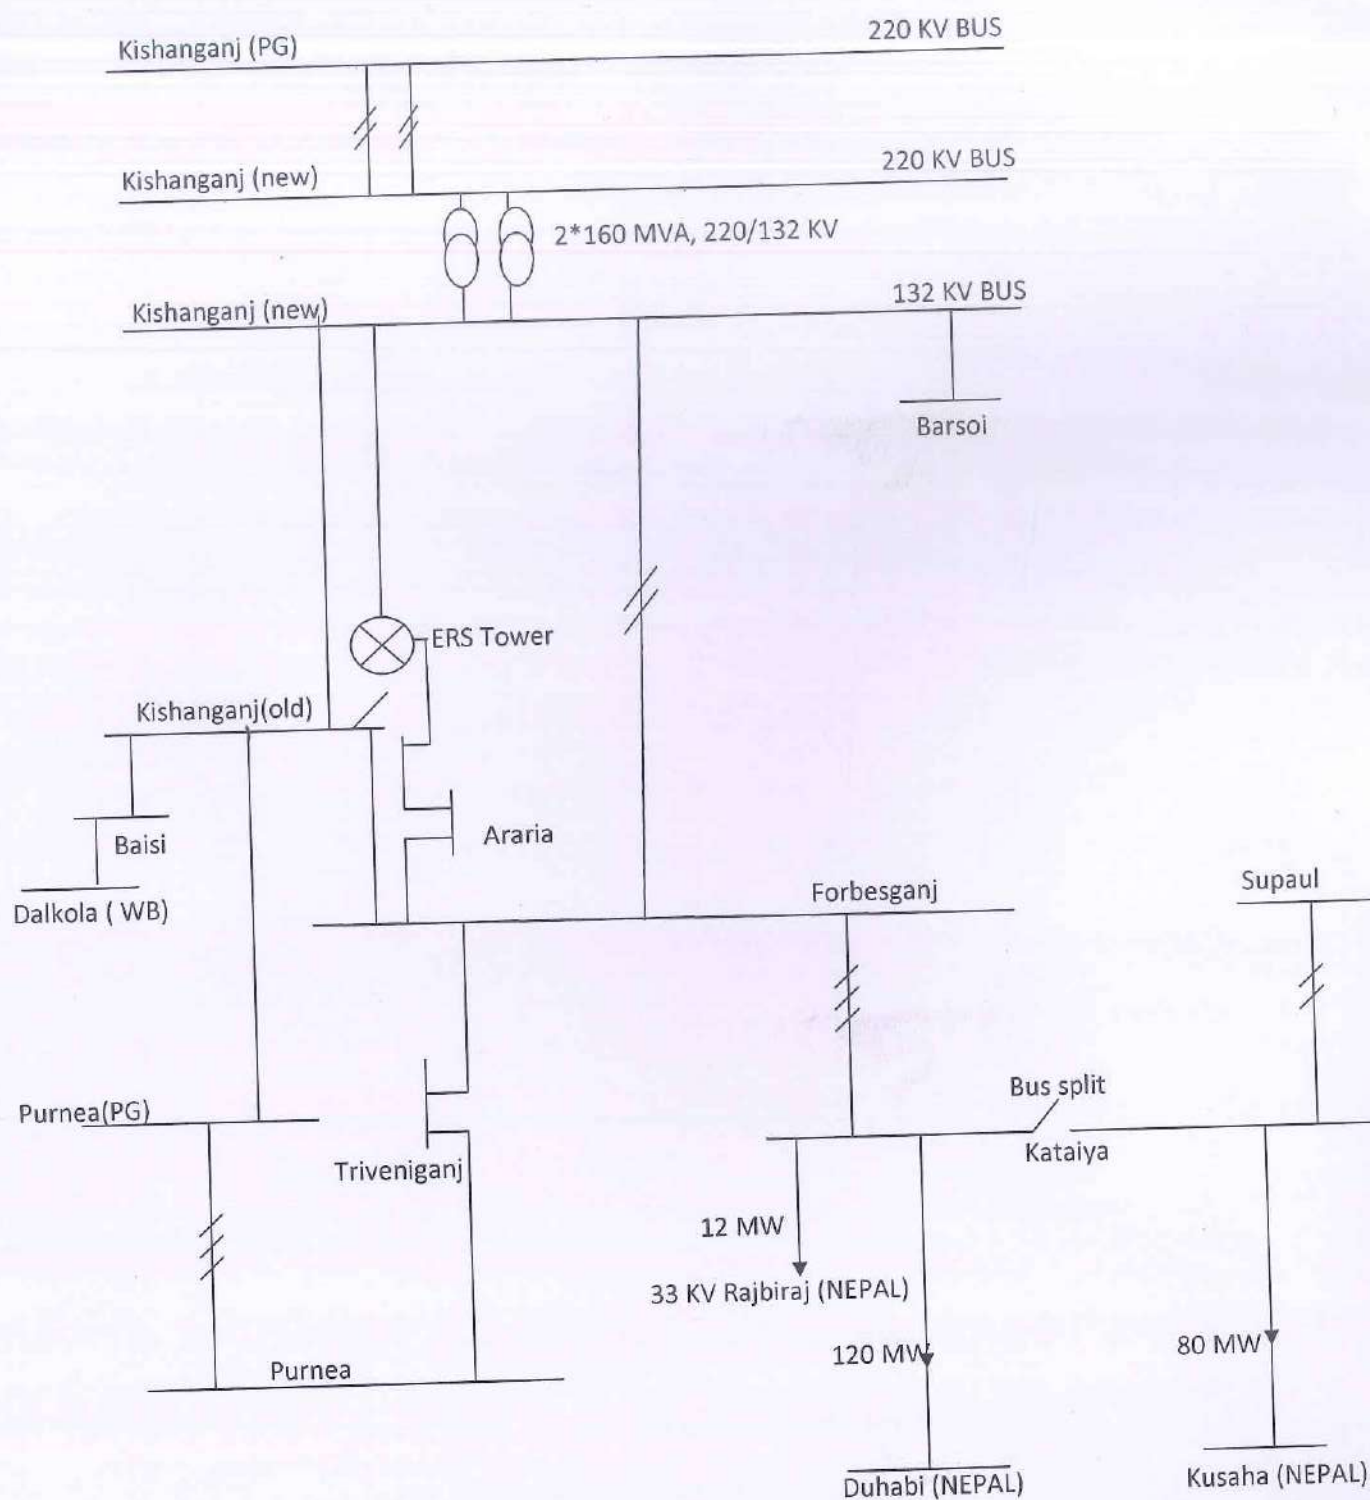 Kishanganj (PG)
220 KV BUS
Kishanganj (new)
220 KV BUS
2*160 MVA, 220/132 KV
Kishanganj (new)
132 KV BUS
Barsoi
ERS Tower
Kishanganj(old)
Baisi
Araria
Dalkola ( WB)
Forbesganj
Supaul
Purnea(PG)
Bus split
Triveniganj
Kataiya
12 MW
33 KV Rajbiraj (NEPAL)
120 MW
80 MW
Purnea
Duhabi (NEPAL)
Kusaha (NEPAL)